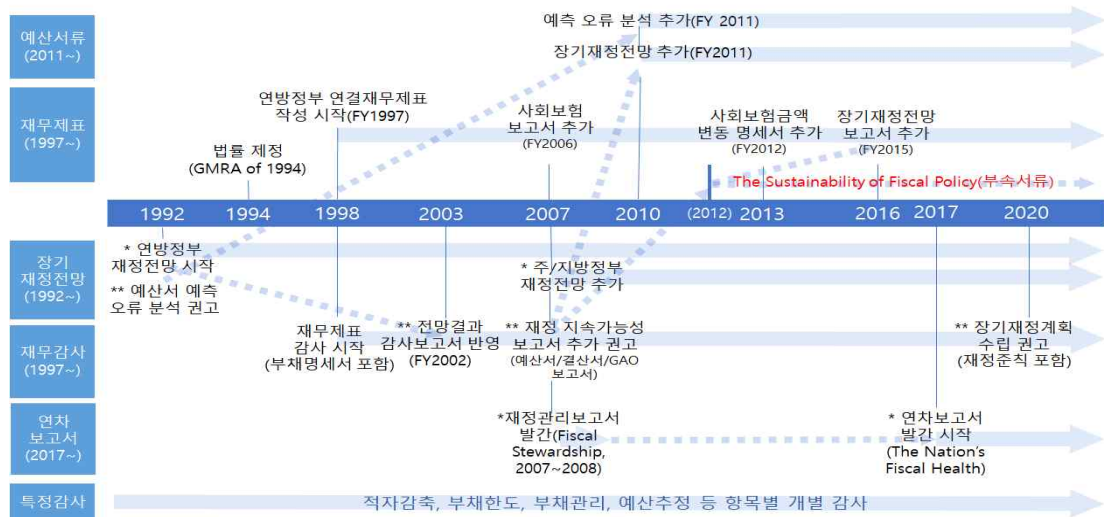 예산서류
(2011~)
예측 오류 분석 추가(FY 2011)
장기재정전망 추가(FY2011)
재무제표
(1997~)
법률 제정
(GMRA of 1994)
연방정부 연결재무제표
작성 시작(FY1997)
사회보험
보고서 추가
(FY2006)
사회보험금액
변동 명세서 추가
(FY2012)
장기재정전망
보고서 추가
(FY2015)
The Sustainability of Fiscal Policy(부속서류)
1992 1994 1998 2003 2007 2010 (2012) 2013 2016 2017 2020
장기
재정전망
(1992~)
* 연방정부
재정전망 시작
** 예산서 예측
오류 분석 권고
* 주/지방정부
재정전망 추가
재무감사
(1997~)
재무제표
감사 시작
(부채명세서 포함)
** 전망결과
감사보고서 반영
(FY2002)
** 재정 지속가능성
보고서 추가 권고
(예산서/결산서/GAO
보고서)
** 장기재정계획
수립 권고
(재정준칙 포함)
연차
보고서
(2017~)
*재정관리보고서
발간(Fiscal
Stewardship,
2007~2008)
* 연차보고서
발간 시작
(The Nation's
Fiscal Health)
특정감사
적자감축, 부채한도, 부채관리, 예산추정 등 항목별 개별 감사